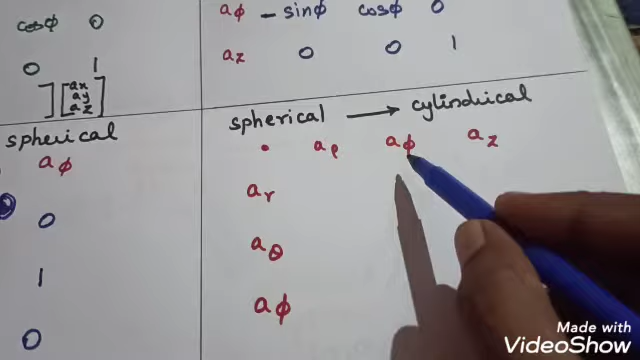 cosφ 0
0 1
] [ax
ay
az]
spherical
aφ
0
1
0
aφ -sinφ cosφ 0
az 0 0 1
spherical → cylindrical
• aρ aφ az
ar
aθ
aφ
Made with
VideoShow